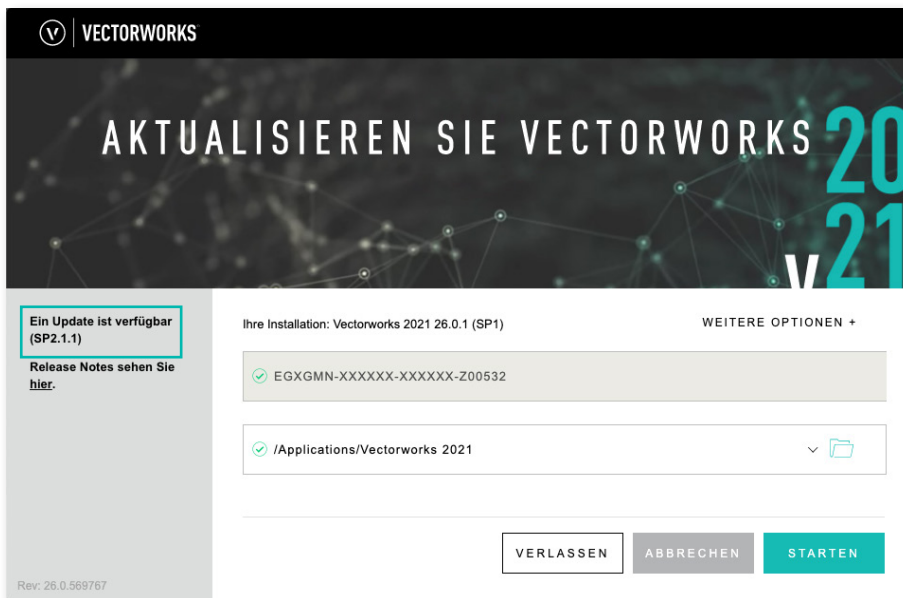 VECTORWORKS
AKTUALISIEREN SIE VECTORWORKS
20
v21
Ein Update ist verfügbar
(SP2.1.1)
Release Notes sehen Sie
hier.
Ihre Installation: Vectorworks 2021 26.0.1 (SP1)
WEITERE OPTIONEN +
EGXGMN-XXXXXX-XXXXXX-Z00532
/Applications/Vectorworks 2021
VERLASSEN
ABBRECHEN
STARTEN
Rev: 26.0.569767